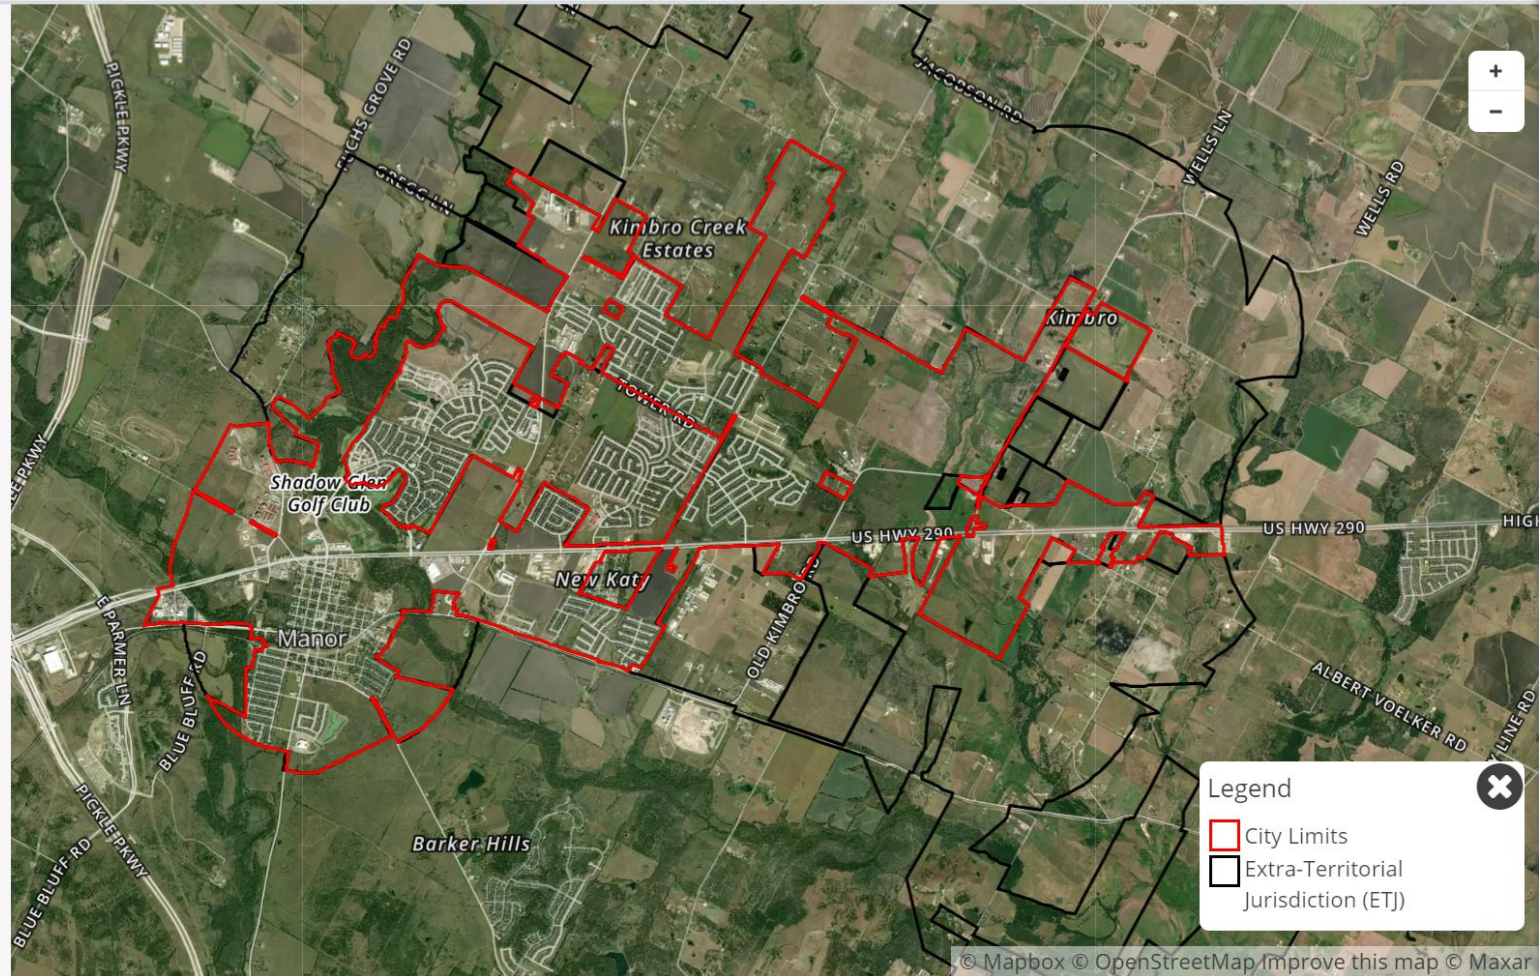 PICKLE PKWY
FUCHS GROVE RD
GREGG LN
JACOBSON RD
WELLS LN
WELLS RD
+
−
Kimbro Creek
Estates
Kimbro
TOWER RD
Shadow Glen
Golf Club
US HWY 290
US HWY 290
New Katy
OLD KIMBRO RD
E PARMER LN
Manor
BLUE BLUFF RD
ALBERT VOELKER RD
Y LINE RD
PICKLE PKWY
BLUE BLUFF RD
Barker Hills
Legend
City Limits
Extra-Territorial
Jurisdiction (ETJ)
© Mapbox © OpenStreetMap Improve this map © Maxar